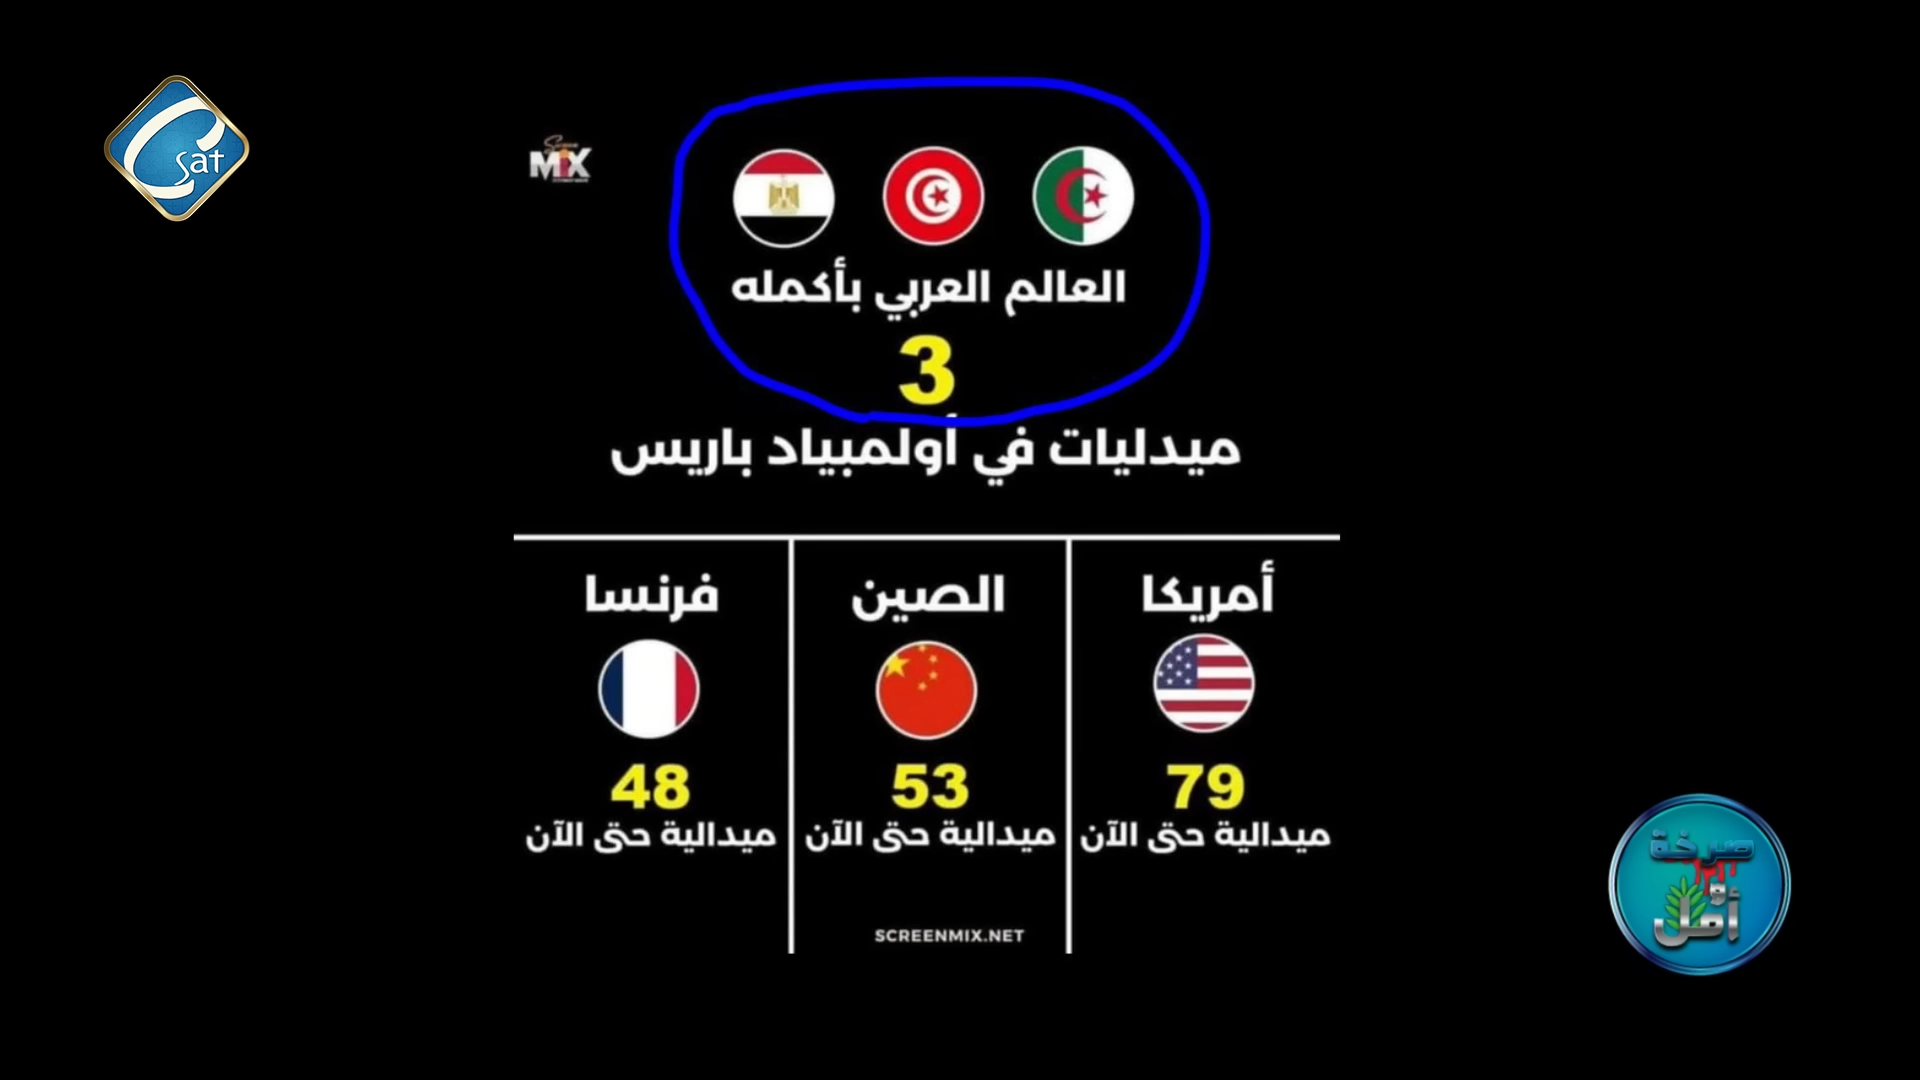 C sat
Screen
MIX
العالم العربي بأكمله
3
ميدليات في أولمبياد باريس
أمريكا
79
ميدالية حتى الآن
الصين
53
ميدالية حتى الآن
فرنسا
48
ميدالية حتى الآن
SCREENMIX.NET
صرخة
و
أمل